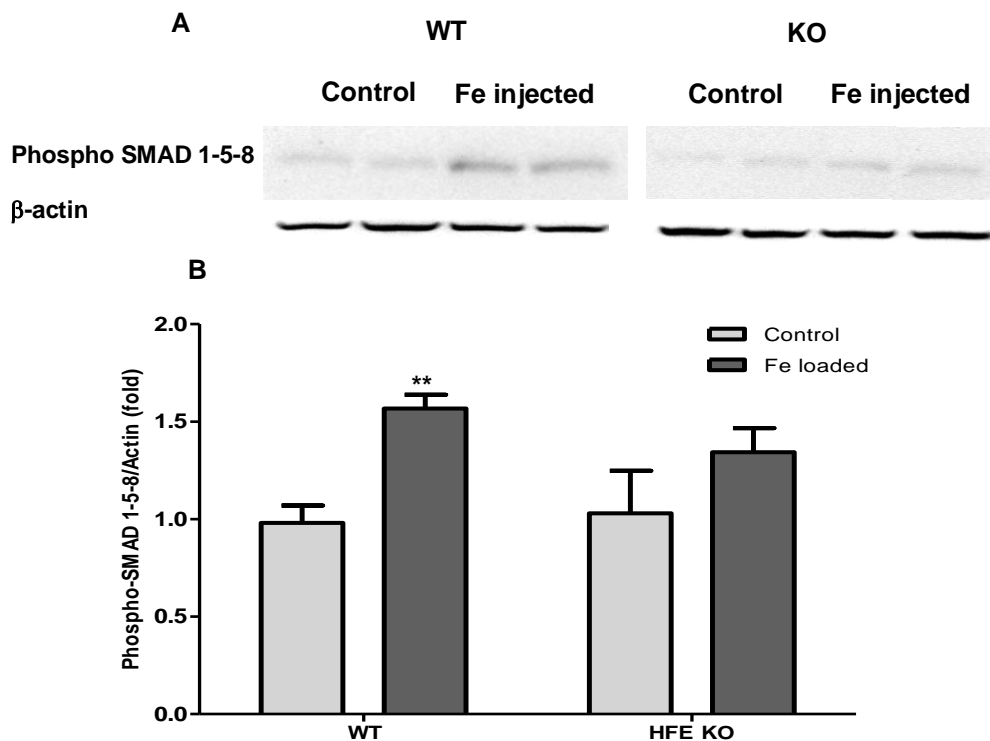 A
WT KO
Control Fe injected Control Fe injected
Phospho SMAD 1-5-8
β-actin
B
Phospho-SMAD 1-5-8/Actin (fold)
2.0
1.5
1.0
0.5
0.0
**
Control
Fe loaded
WT HFE KO